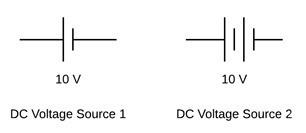 10 V
10 V
DC Voltage Source 1
DC Voltage Source 2